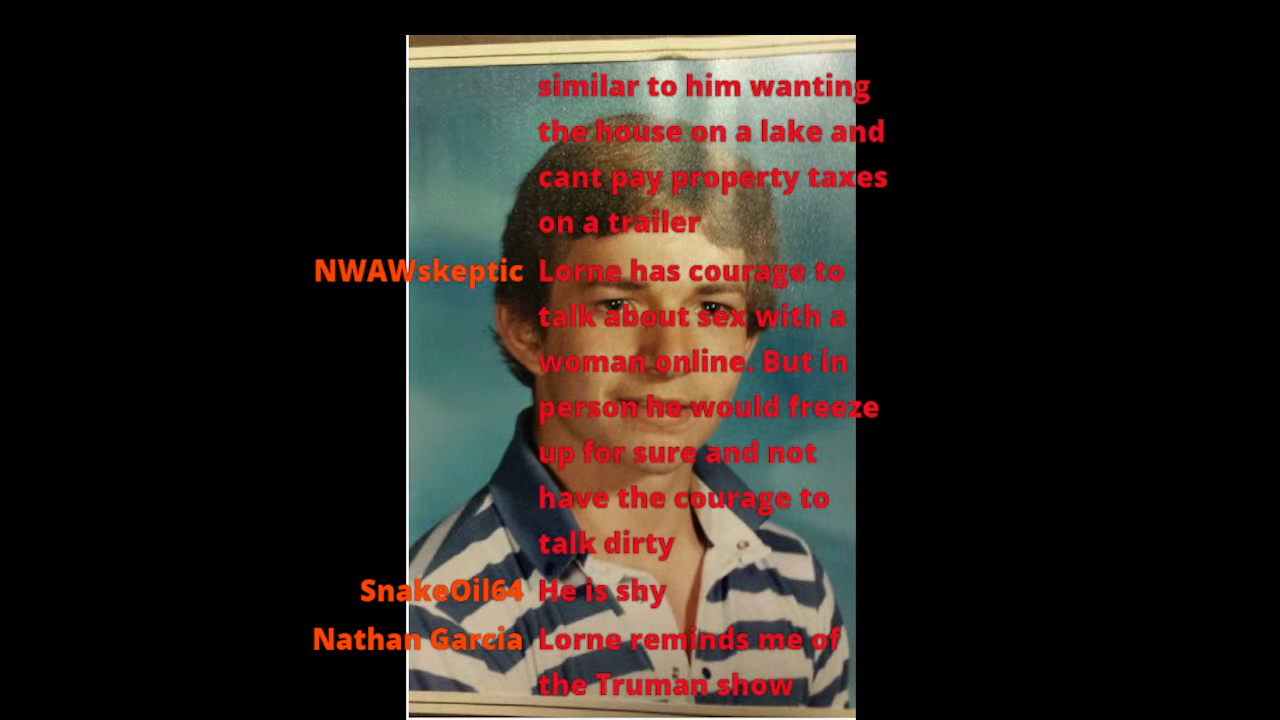 similar to him wanting
the house on a lake and
cant pay property taxes
on a trailer
NWAWskeptic Lorne has courage to
talk about sex with a
woman online. But in
person he would freeze
up for sure and not
have the courage to
talk dirty
SnakeOil64 He is shy
Nathan Garcia Lorne reminds me of
the Truman show